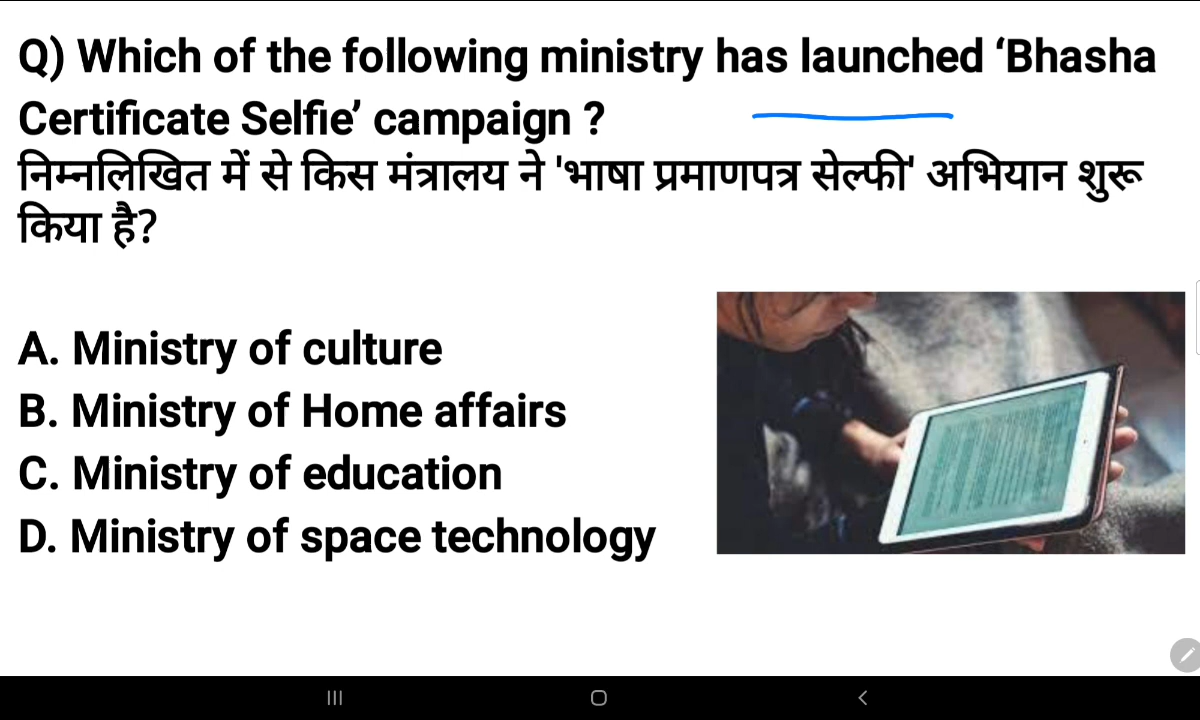 Q) Which of the following ministry has launched ‘Bhasha
Certificate Selfie’ campaign ?
निम्नलिखित में से किस मंत्रालय ने 'भाषा प्रमाणपत्र सेल्फी' अभियान शुरू
किया है?
A. Ministry of culture
B. Ministry of Home affairs
C. Ministry of education
D. Ministry of space technology